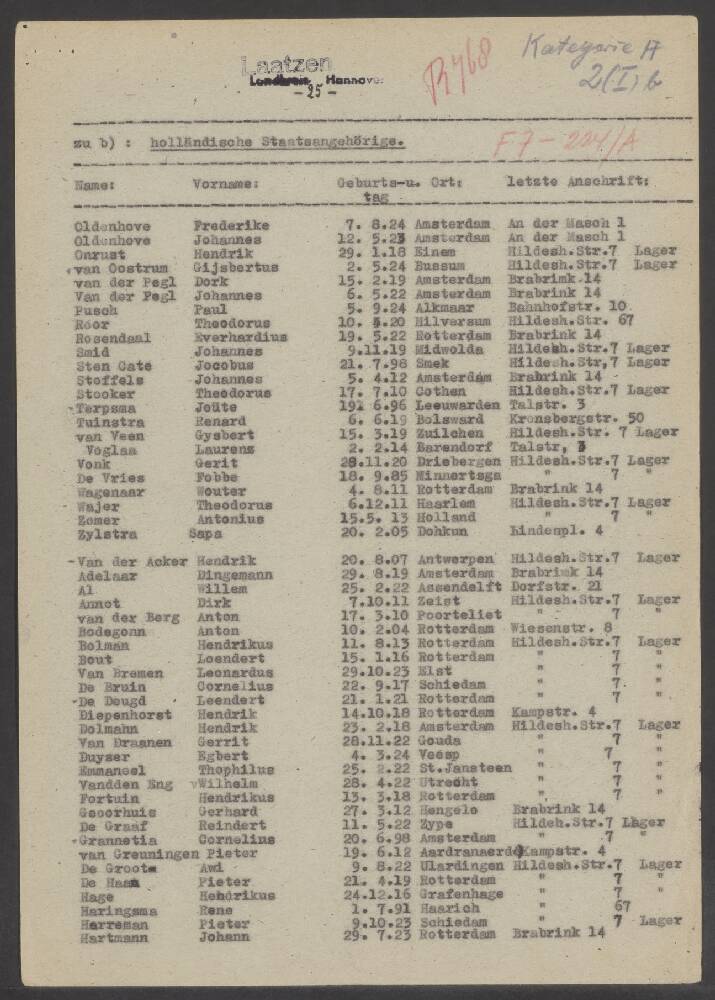 Laatzen
Landkreis Hannover
- 25 -
R768
Kategorie A
2(I) b
zu b) : holländische Staatsangehörige.
F7 - 224/A
Name: Vorname: Geburts-u. Ort: letzte Anschrift:
tag
Oldenhove Frederike 7. 8.24 Amsterdam An der Masch 1
Oldenhove Johannes 12. 5.23 Amsterdam An der Masch 1
Onrust Hendrik 29. 1.18 Einem Hildesh.Str.7 Lager
van Oostrum Gijsbertus 2. 5.24 Bussum Hildesh.Str.7 Lager
van der Pegl Dork 15. 2.19 Amsterdam Brabrimk.14
Van der Pegl Johannes 6. 5.22 Amsterdam Brabrink 14
Pusch Paul 5. 9.24 Alkmaar Bahnhofstr. 10
Roor Theodorus 10. 4.20 Hilversum Hildesh.Str. 67
Rosendaal Everhardius 19. 5.22 Rotterdam Brabrink 14
Smid Johannes 9.11.19 Midwolda Hildesh.Str.7 Lager
Sten Cate Jocobus 21. 7.98 Smek Hildesh.Str,7 Lager
Stoffels Johannes 5. 4.12 Amsterdam Brabrink 14
Stooker Theodorus 17. 7.10 Cothen Hildesh.Str.7 Lager
Terpsma Joüte 191 6.96 Leeuwarden Talstr. 3
Tuinstra Renard 6. 6.19 Bolsward Kronsbergstr. 50
van Veen Gysbert 15. 3.19 Zuilchen Hildesh.Str. 7 Lager
Voglaa Laurens 2. 2.14 Barendorf Talstr, 3
Vonk Gerit 28.11.20 Driebergen Hildesh.Str.7 Lager
De Vries Fobbe 18. 9.85 Minnertsga " 7 "
Wagenaar Wouter 4. 8.11 Rotterdam Brabrink 14
Wajer Theodorus 6.12.11 Haarlem Hildesh.Str.7 Lager
Zomer Antonius 15.5. 13 Holland " 7 "
Zylstra Sapa 20. 2.05 Dohkun Lindenpl. 4
Van der Acker Hendrik 20. 8.07 Antwerpen Hildesh.Str.7 Lager
Adelaar Dingemann 29. 8.19 Amsterdam Brabrink 14
Al Willem 25. 2.22 Assendelft Dorfstr. 21
Annot Dirk 7.10.11 Zeist Hildesh.Str.7 Lager
van der Berg Anton 17. 3.10 Poorteliet " 7 "
Bodegonn Anton 10. 2.04 Rotterdam Wiesenstr. 8
Bolman Hendrikus 11. 8.13 Rotterdam Hildesh.Str.7 Lager
Bout Loendert 15. 1.16 Rotterdam " 7 "
Van Bremen Leonardus 29.10.23 Elst " 7 "
De Bruin Cornelius 22. 9.17 Schiedam " 7 "
De Deugd Leendert 21. 1.21 Rotterdam " 7 "
Diepenhorst Hendrik 14.10.18 Rotterdam Kampstr. 4
Dolmahn Hendrik 23. 2.18 Amsterdam Hildesh.Str.7 Lager
Van Draanen Gerrit 28.11.22 Gouda " 7 "
Duyser Egbert 4. 3.24 Veesp " 7 "
Emmaneel Thophilus 25. 2.22 St.Jansteen " 7 "
Vandden Eng Wilhelm 28. 4.22 Utrecht " 7 "
Fortuin Hendrikus 13. 3.18 Rotterdam " 7 "
Gooorhuis Gerhard 27. 3.12 Hengelo Brabrink 14
De Graaf Reindert 11. 5.22 Zype Hildeh.Str.7 Lager
Grannetia Cornelius 20. 6.98 Amsterdam " 7 "
van Greuningen Pieter 19. 6.12 Aardranaerd Kampstr. 4
De Groote Awi 9. 8.22 Ulardingen Hildesh.Str.7 Lager
De Haan Pieter 21. 4.19 Rotterdam " 7 "
Hage Hendrikus 24.12.16 Grafenhage " 7 "
Haringsma Rene 1. 7.91 Haarich " 67
Harreman Pieter 9.10.23 Schiedam " 7 Lager
Hartmann Johann 29. 7.23 Rotterdam Brabrink 14